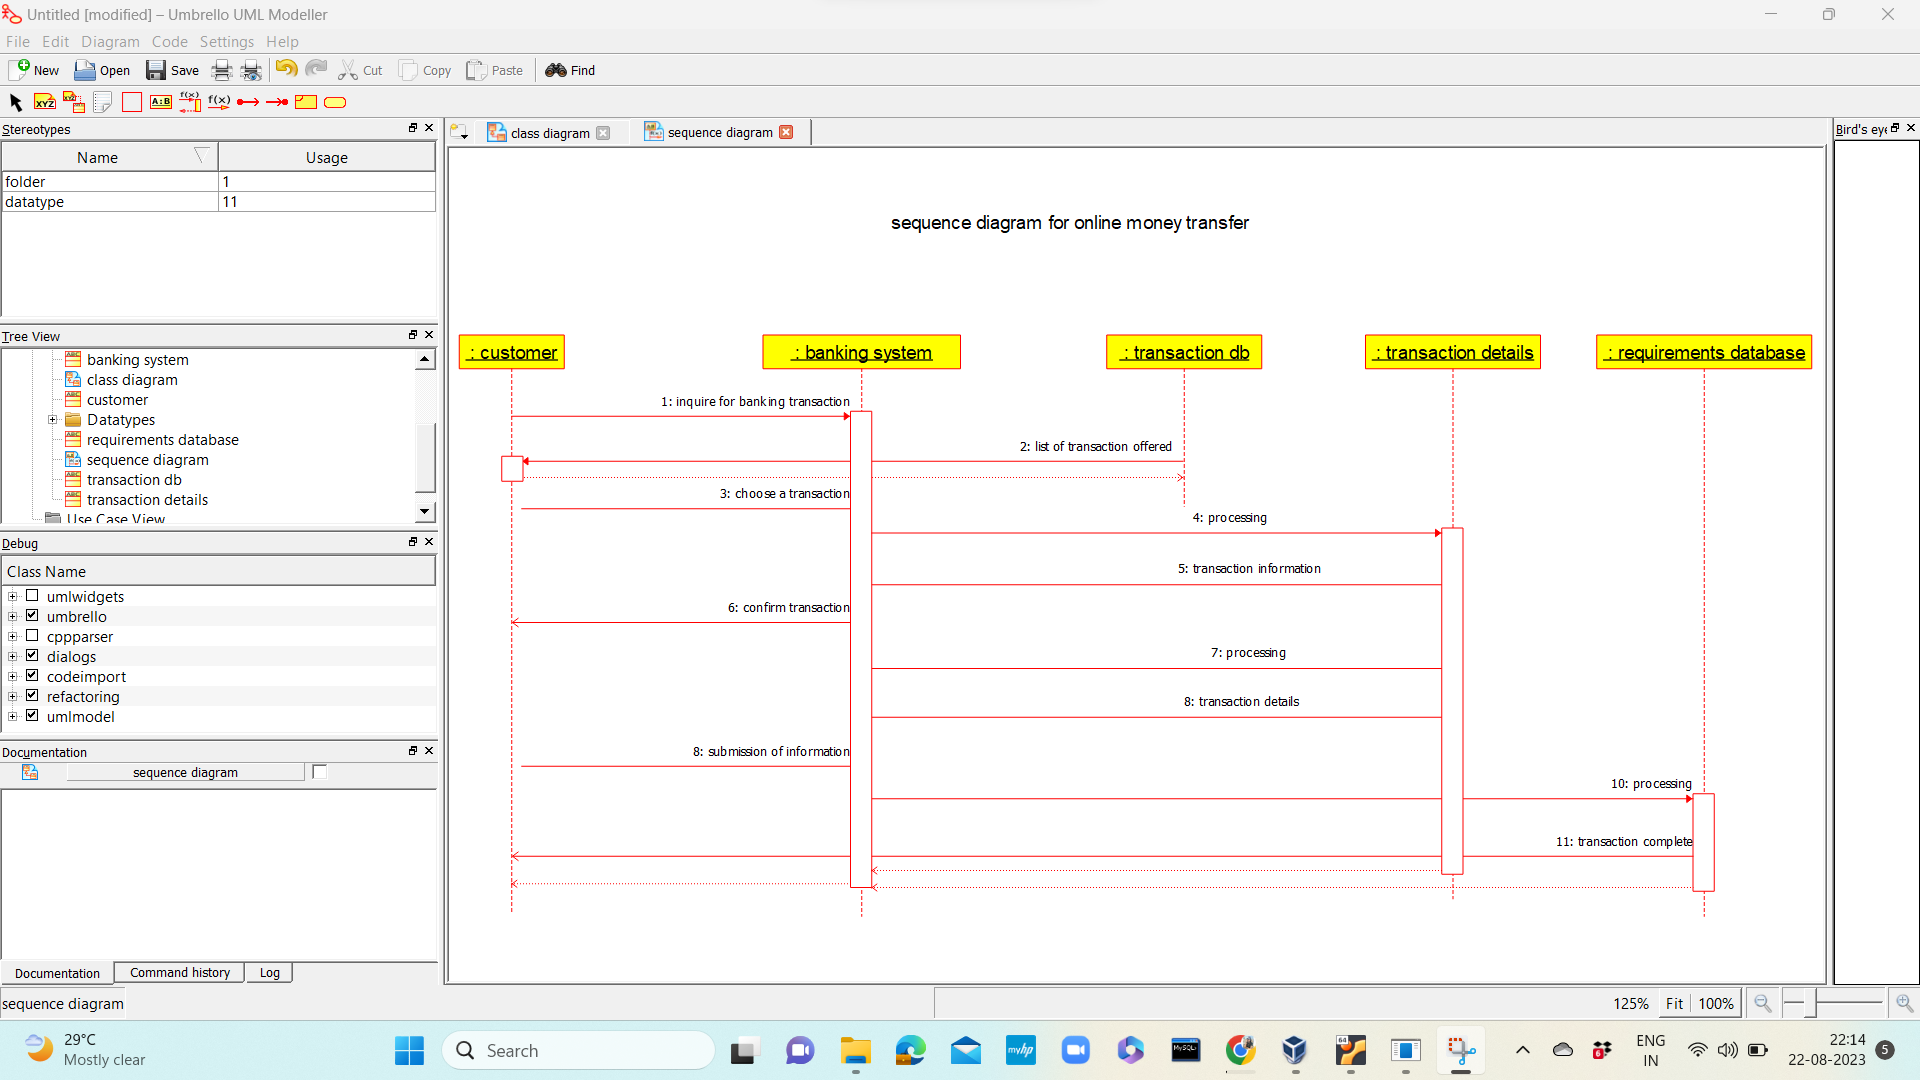 Untitled [modified] – Umbrello UML Modeller
File Edit Diagram Code Settings Help
New Open Save Cut Copy Paste Find
XYZ XYZ A:B f(x) f(x)
Stereotypes
Name Usage
folder 1
datatype 11
Tree View
banking system
class diagram
customer
Datatypes
requirements database
sequence diagram
transaction db
transaction details
Use Case View
Debug
Class Name
umlwidgets
umbrello
cppparser
dialogs
codeimport
refactoring
umlmodel
Documentation
sequence diagram
Documentation Command history Log
class diagram sequence diagram
Bird's eye
sequence diagram for online money transfer
: customer : banking system : transaction db : transaction details : requirements database
1: inquire for banking transaction
2: list of transaction offered
3: choose a transaction
4: processing
5: transaction information
6: confirm transaction
7: processing
8: transaction details
8: submission of information
10: processing
11: transaction complete
sequence diagram
125% Fit 100%
29°C
Mostly clear
Search
myhp
MySQL
64
6
ENG
IN
22:14
22-08-2023
5